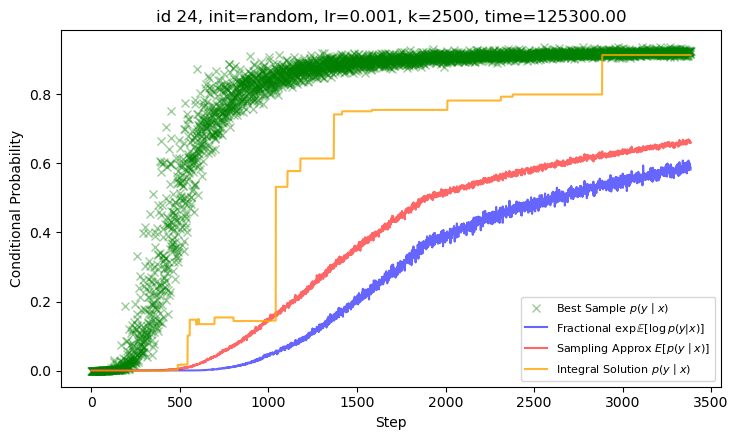 id 24, init=random, lr=0.001, k=2500, time=125300.00
Conditional Probability
0.8
0.6
0.4
0.2
0.0
Best Sample p(y | x)
Fractional exp 𝔼[log p(y|x)]
Sampling Approx E[p(y | x)]
Integral Solution p(y | x)
0 500 1000 1500 2000 2500 3000 3500
Step